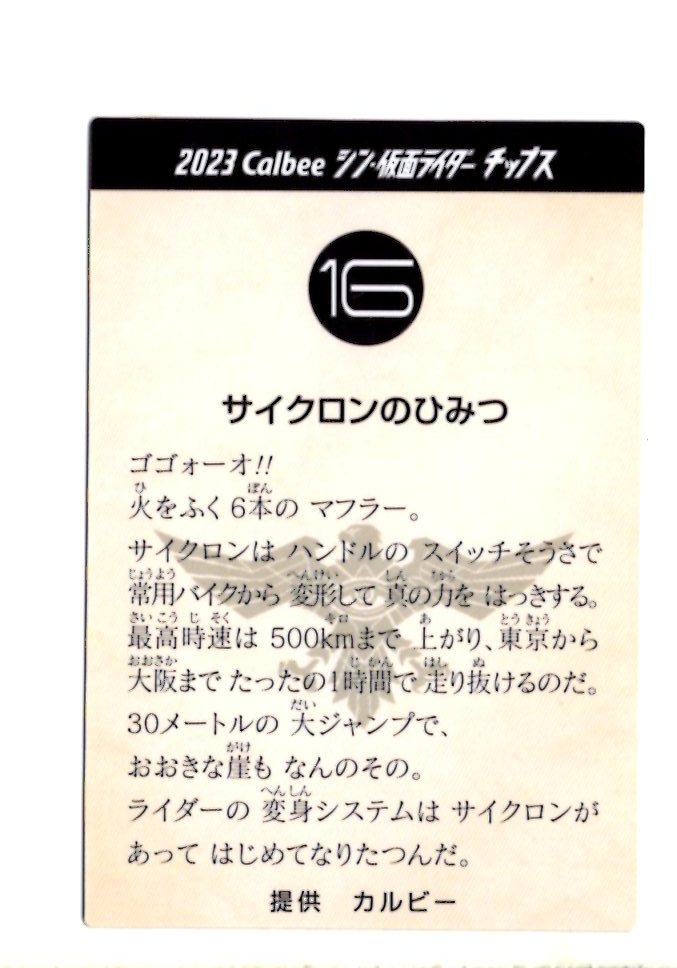 2023 Calbee シン・仮面ライダー チップス
16
サイクロンのひみつ
ゴゴォーオ!!
火をふく 6本の マフラー。
サイクロンは ハンドルの スイッチそうさで
常用バイクから 変形して 真の力を はっきする。
最高時速は 500kmまで 上がり、東京から
大阪まで たったの1時間で 走り抜けるのだ。
30メートルの 大ジャンプで、
おおきな崖も なんのその。
ライダーの 変身システムは サイクロンが
あって はじめてなりたつんだ。
提供 カルビー